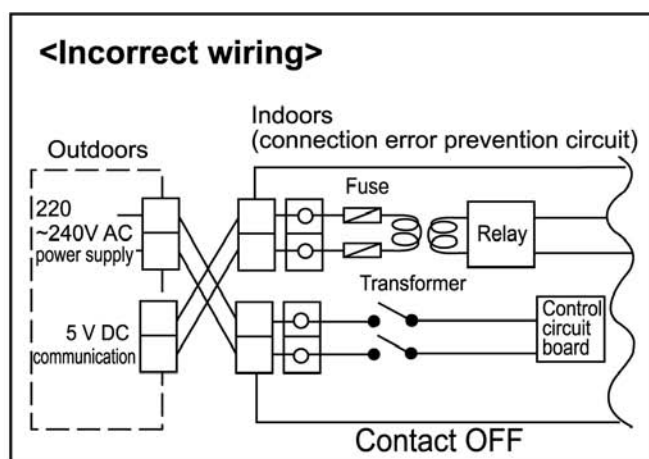 <Incorrect wiring>
Indoors
(connection error prevention circuit)
Outdoors
Fuse
220
~240V AC
power supply
Relay
Transformer
5 V DC
communication
Control
circuit
board
Contact OFF